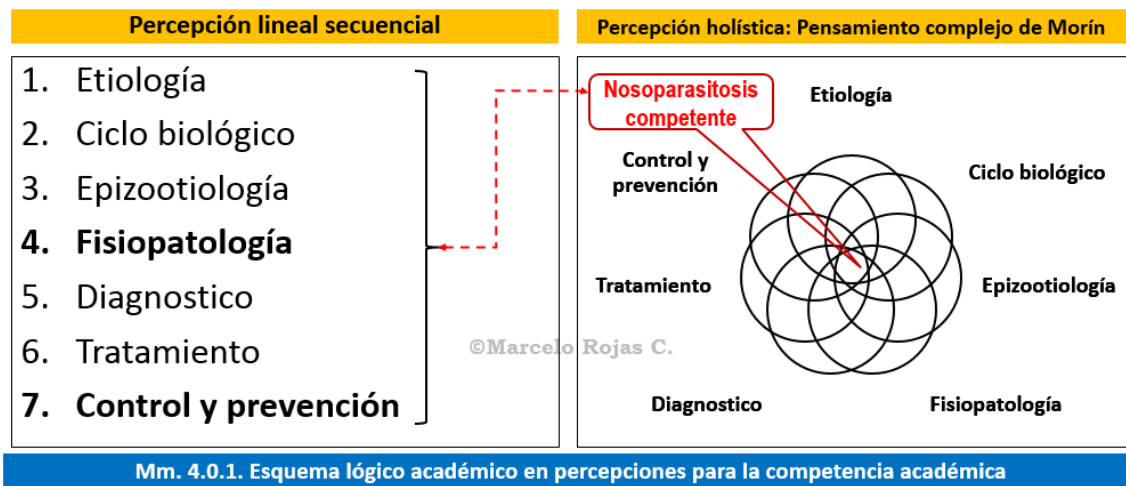 Percepción lineal secuencial
1. Etiología
2. Ciclo biológico
3. Epizootiología
4. Fisiopatología
5. Diagnostico
6. Tratamiento
7. Control y prevención
Percepción holística: Pensamiento complejo de Morín
Nosoparasitosis
competente
Etiología
Control y
prevención
Ciclo biológico
Tratamiento
Epizootiología
Diagnostico
Fisiopatología
©Marcelo Rojas C.
Mm. 4.0.1. Esquema lógico académico en percepciones para la competencia académica